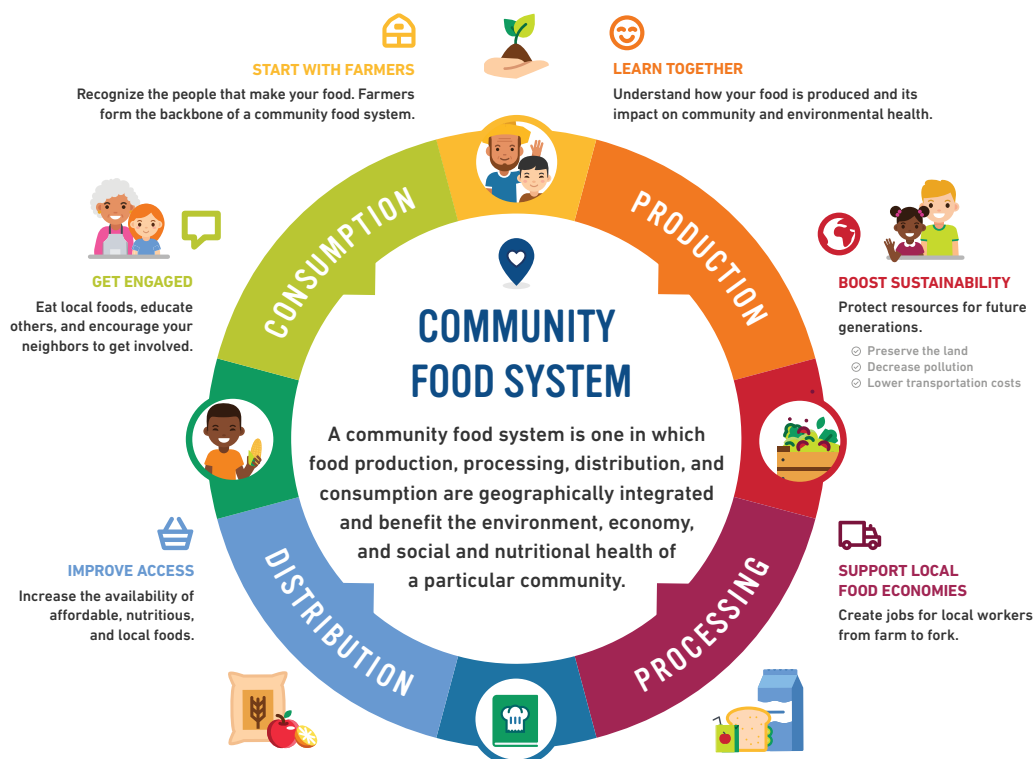 START WITH FARMERS
Recognize the people that make your food. Farmers
form the backbone of a community food system.
LEARN TOGETHER
Understand how your food is produced and its
impact on community and environmental health.
CONSUMPTION
PRODUCTION
GET ENGAGED
Eat local foods, educate
others, and encourage your
neighbors to get involved.
BOOST SUSTAINABILITY
Protect resources for future
generations.
Preserve the land
Decrease pollution
Lower transportation costs
COMMUNITY
FOOD SYSTEM
A community food system is one in which
food production, processing, distribution, and
consumption are geographically integrated
and benefit the environment, economy,
and social and nutritional health of
a particular community.
IMPROVE ACCESS
Increase the availability of
affordable, nutritious,
and local foods.
SUPPORT LOCAL
FOOD ECONOMIES
Create jobs for local workers
from farm to fork.
DISTRIBUTION
PROCESSING